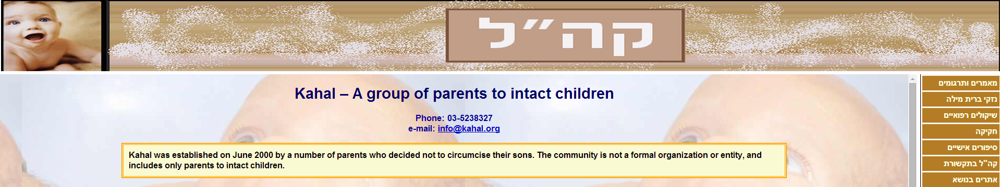 קה״ל
Kahal – A group of parents to intact children
Phone: 03-5238327
e-mail: info@kahal.org
Kahal was established on June 2000 by a number of parents who decided not to circumcise their sons. The community is not a formal organization or entity, and
includes only parents to intact children.
מאמרים ותרגומים
נזקי ברית מילה
שיקולים רפואיים
חקיקה
סיפורים אישיים
קה"ל בתקשורת
אתרים בנושא